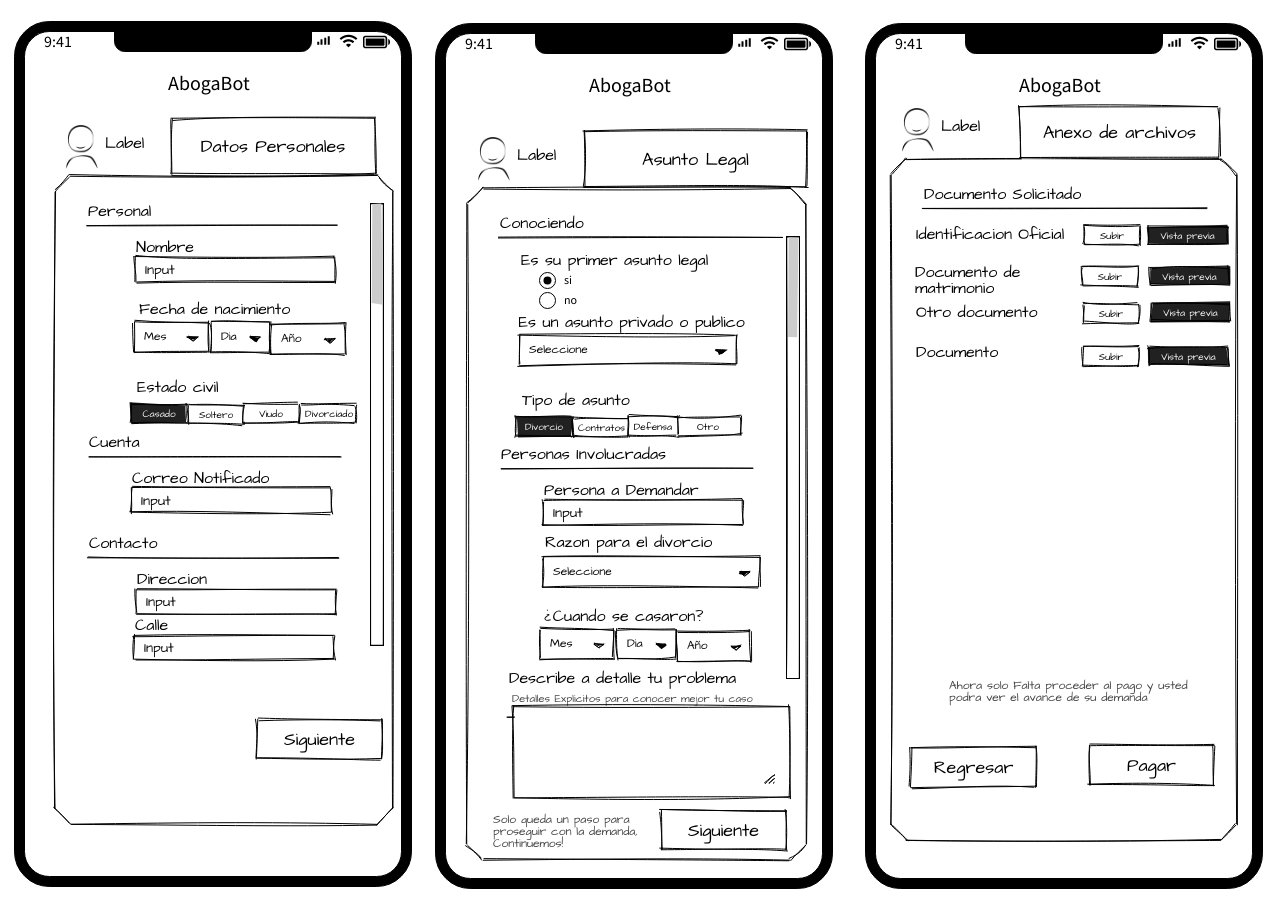 9:41
AbogaBot
Label
Datos Personales
Personal
Nombre
Input
Fecha de nacimiento
Mes
Dia
Año
Estado civil
Casado
Soltero
Viudo
Divorciado
Cuenta
Correo Notificado
Input
Contacto
Direccion
Input
Calle
Input
Siguiente
9:41
AbogaBot
Label
Asunto Legal
Conociendo
Es su primer asunto legal
si
no
Es un asunto privado o publico
Seleccione
Tipo de asunto
Divorcio
Contratos
Defensa
Otro
Personas Involucradas
Persona a Demandar
Input
Razon para el divorcio
Seleccione
¿Cuando se casaron?
Mes
Dia
Año
Describe a detalle tu problema
Detalles Explicitos para conocer mejor tu caso
Solo queda un paso para
proseguir con la demanda,
Continuemos!
Siguiente
9:41
AbogaBot
Label
Anexo de archivos
Documento Solicitado
Identificacion Oficial
Subir
Vista previa
Documento de
matrimonio
Subir
Vista previa
Otro documento
Subir
Vista previa
Documento
Subir
Vista previa
Ahora solo Falta proceder al pago y usted
podra ver el avance de su demanda
Regresar
Pagar